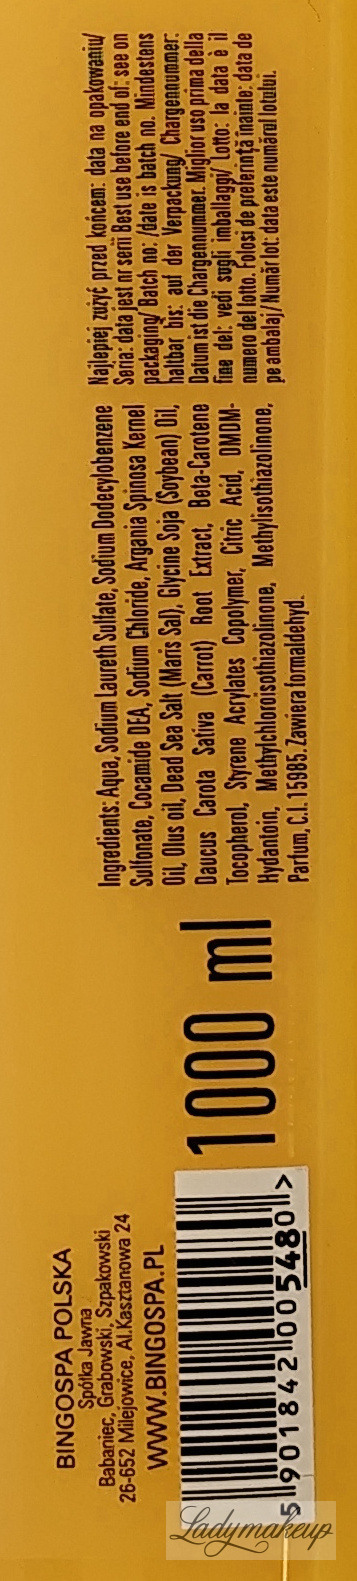 Najlepiej zużyć przed końcem: data na opakowaniu/
Seria: data jest nr serii Best use before end of: see on
packaging/ Batch no: /date is batch no. Mindestens
haltbar bis: auf der Verpackung/ Chargennummer:
Datum ist die Chargennummer. Miglior uso prima della
fine del: vedi sugli imballaggi/ Lotto: la data è il
numero del lotto. Folosi de preferință înainte: data de
pe ambalaj/ Număr lot: data este numărul lotului.
Ingredients: Aqua, Sodium Laureth Sulfate, Sodium Dodecylobenzene
Sulfonate, Cocamide DEA, Sodium Chloride, Argania Spinosa Kernel
Oil, Olus oil, Dead Sea Salt (Maris Sal), Glycine Soja (Soybean) Oil,
Daucus Carota Sativa (Carrot) Root Extract, Beta-Carotene
Tocopherol, Styrene Acrylates Copolymer, Citric Acid, DMDM-
Hydantoin, Methylchloroisothiazolinone, Methylisothiazolinone,
Parfum, C.I. 15985. Zawiera formaldehyd.
1000 ml
BINGOSPA POLSKA
Spółka Jawna
Babaniec, Grabowski, Szpakowski
26-652 Milejowice, Al.Kasztanowa 24
WWW.BINGOSPA.PL
5 901842 005480 >
Ladymakeup